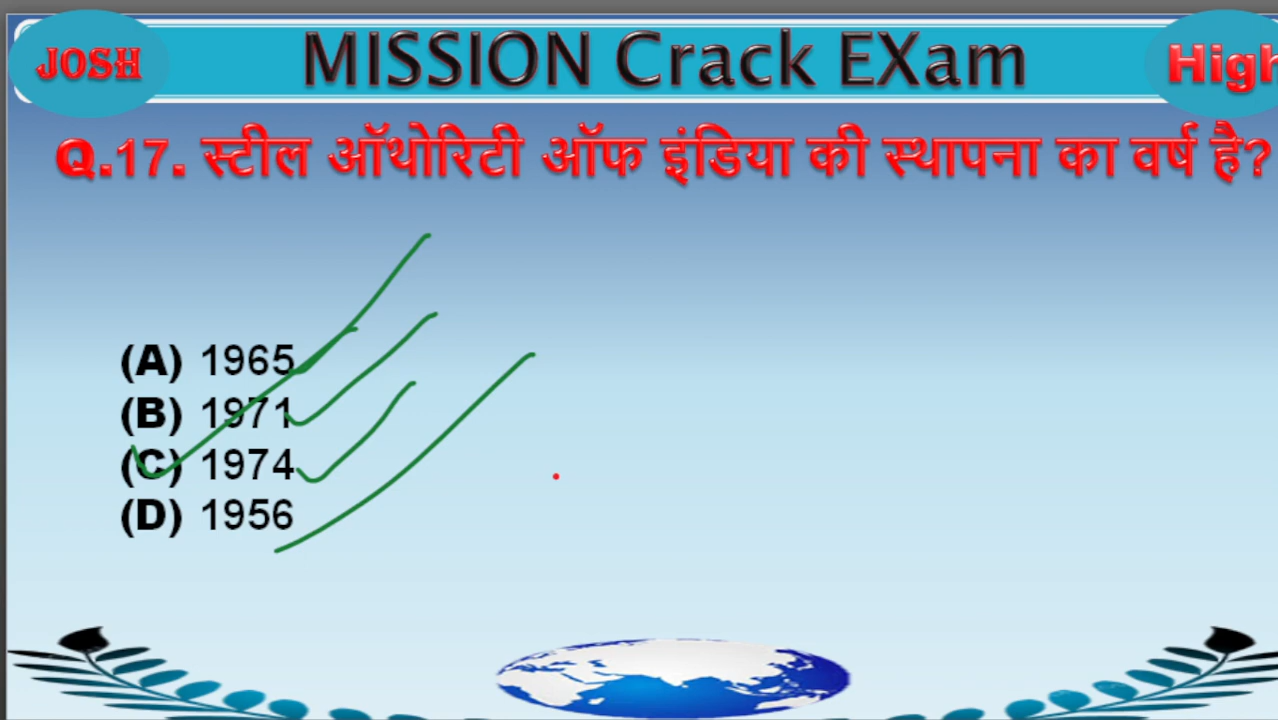 JOSH MISSION Crack EXam High
Q.17. स्टील ऑथोरिटी ऑफ इंडिया की स्थापना का वर्ष है?
(A) 1965
(B) 1971
(C) 1974
(D) 1956